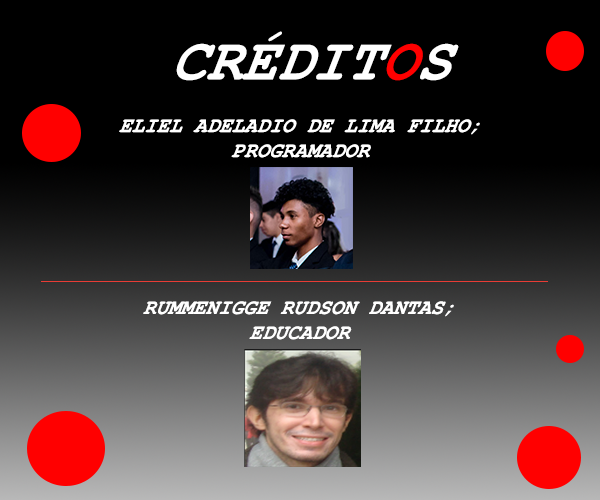 CRÉDITOS
ELIEL ADELADIO DE LIMA FILHO;
PROGRAMADOR
RUMMENIGGE RUDSON DANTAS;
EDUCADOR